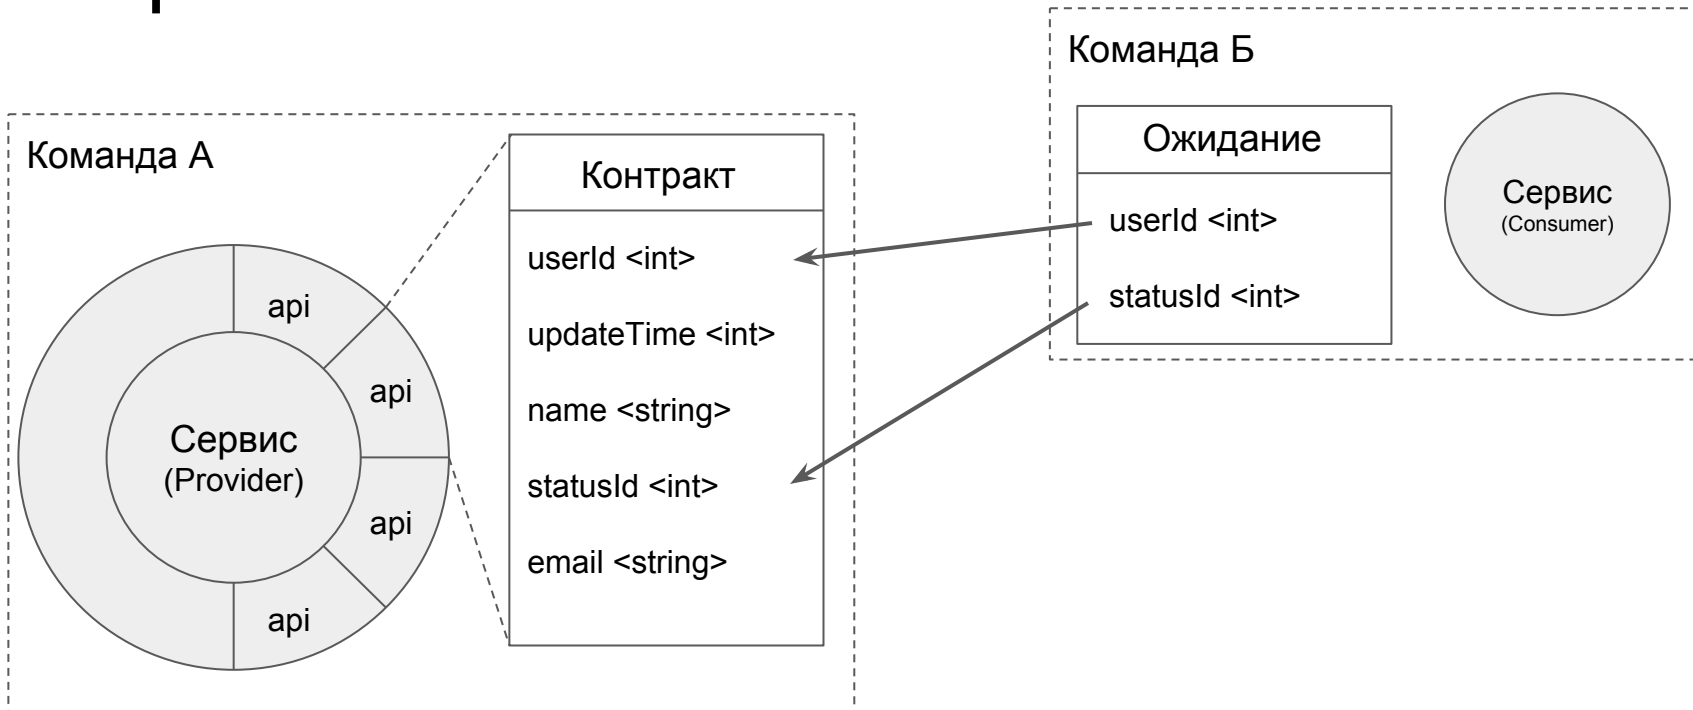 Команда Б
Ожидание
userId <int>
statusId <int>
Сервис
(Consumer)
Команда А
Контракт
userId <int>
updateTime <int>
name <string>
statusId <int>
email <string>
api
api
api
api
Сервис
(Provider)